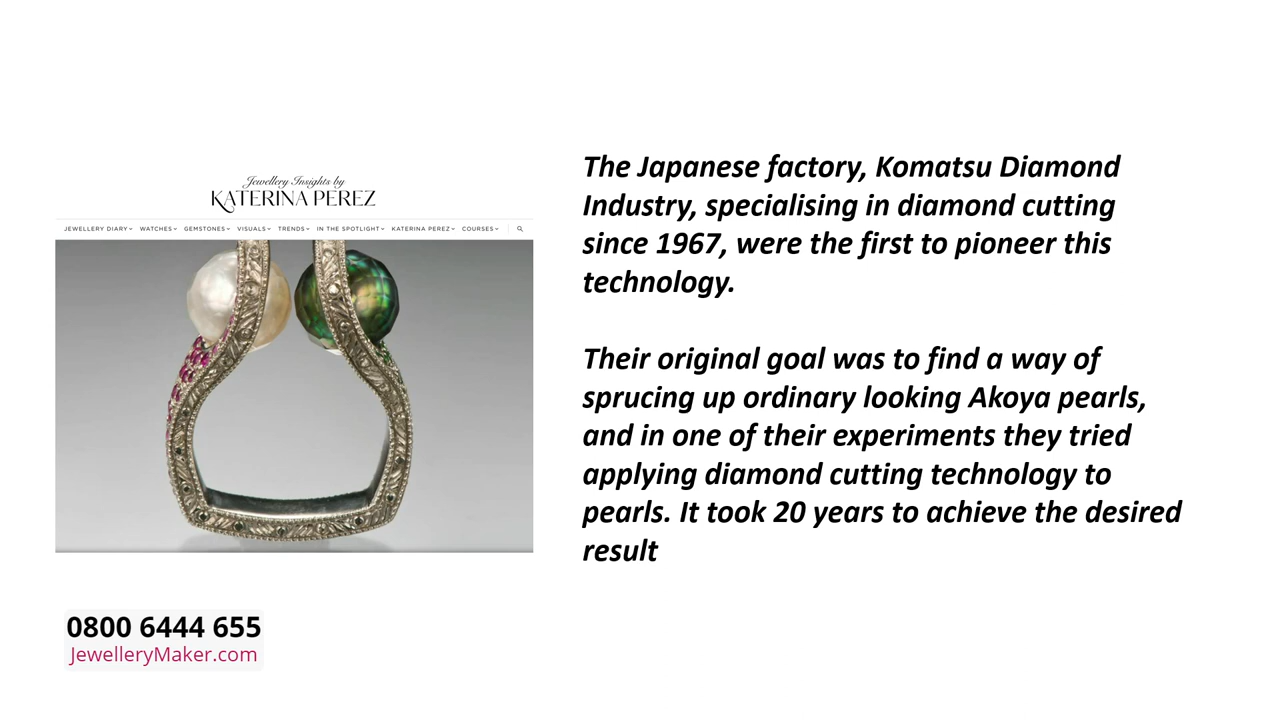 Jewellery Insights by
KATERINA PEREZ
JEWELLERY DIARY WATCHES GEMSTONES VISUALS TRENDS IN THE SPOTLIGHT KATERINA PEREZ COURSES
The Japanese factory, Komatsu Diamond
Industry, specialising in diamond cutting
since 1967, were the first to pioneer this
technology.
Their original goal was to find a way of
sprucing up ordinary looking Akoya pearls,
and in one of their experiments they tried
applying diamond cutting technology to
pearls. It took 20 years to achieve the desired
result
0800 6444 655
JewelleryMaker.com